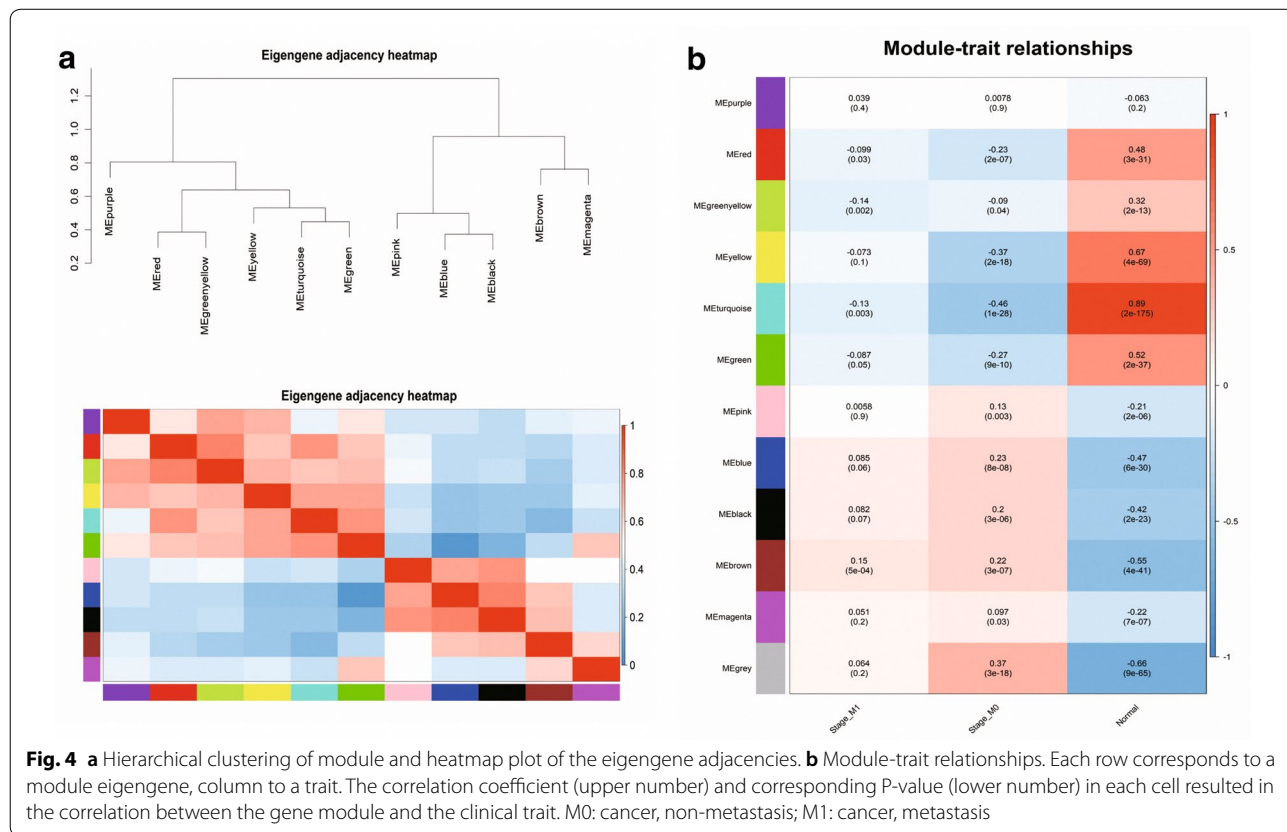 a
Eigengene adjacency heatmap
1.2
1.0
0.8
0.6
0.4
0.2
MEpurple
MEred
MEgreenyellow
MEyellow
MEturquoise
MEgreen
MEpink
MEblue
MEblack
MEbrown
MEmagenta
Eigengene adjacency heatmap
1
0.8
0.6
0.4
0.2
0
b
Module-trait relationships
MEpurple
0.039 0.0078 -0.063
(0.4) (0.9) (0.2)
MEred
-0.099 -0.23 0.48
(0.03) (2e-07) (3e-31)
MEgreenyellow
-0.14 -0.09 0.32
(0.002) (0.04) (2e-13)
MEyellow
-0.073 -0.37 0.67
(0.1) (2e-18) (4e-69)
MEturquoise
-0.13 -0.46 0.89
(0.003) (1e-28) (2e-175)
MEgreen
-0.087 -0.27 0.52
(0.05) (9e-10) (2e-37)
MEpink
0.0058 0.13 -0.21
(0.9) (0.003) (2e-06)
MEblue
0.085 0.23 -0.47
(0.06) (8e-08) (6e-30)
MEblack
0.082 0.2 -0.42
(0.07) (3e-06) (2e-23)
MEbrown
0.15 0.22 -0.55
(5e-04) (3e-07) (4e-41)
MEmagenta
0.051 0.097 -0.22
(0.2) (0.03) (7e-07)
MEgrey
0.064 0.37 -0.66
(0.2) (3e-18) (9e-65)
Stage_M1
Stage_M0
Normal
1
0.5
0
-0.5
-1
Fig. 4 a Hierarchical clustering of module and heatmap plot of the eigengene adjacencies. b Module-trait relationships. Each row corresponds to a
module eigengene, column to a trait. The correlation coefficient (upper number) and corresponding P-value (lower number) in each cell resulted in
the correlation between the gene module and the clinical trait. M0: cancer, non-metastasis; M1: cancer, metastasis